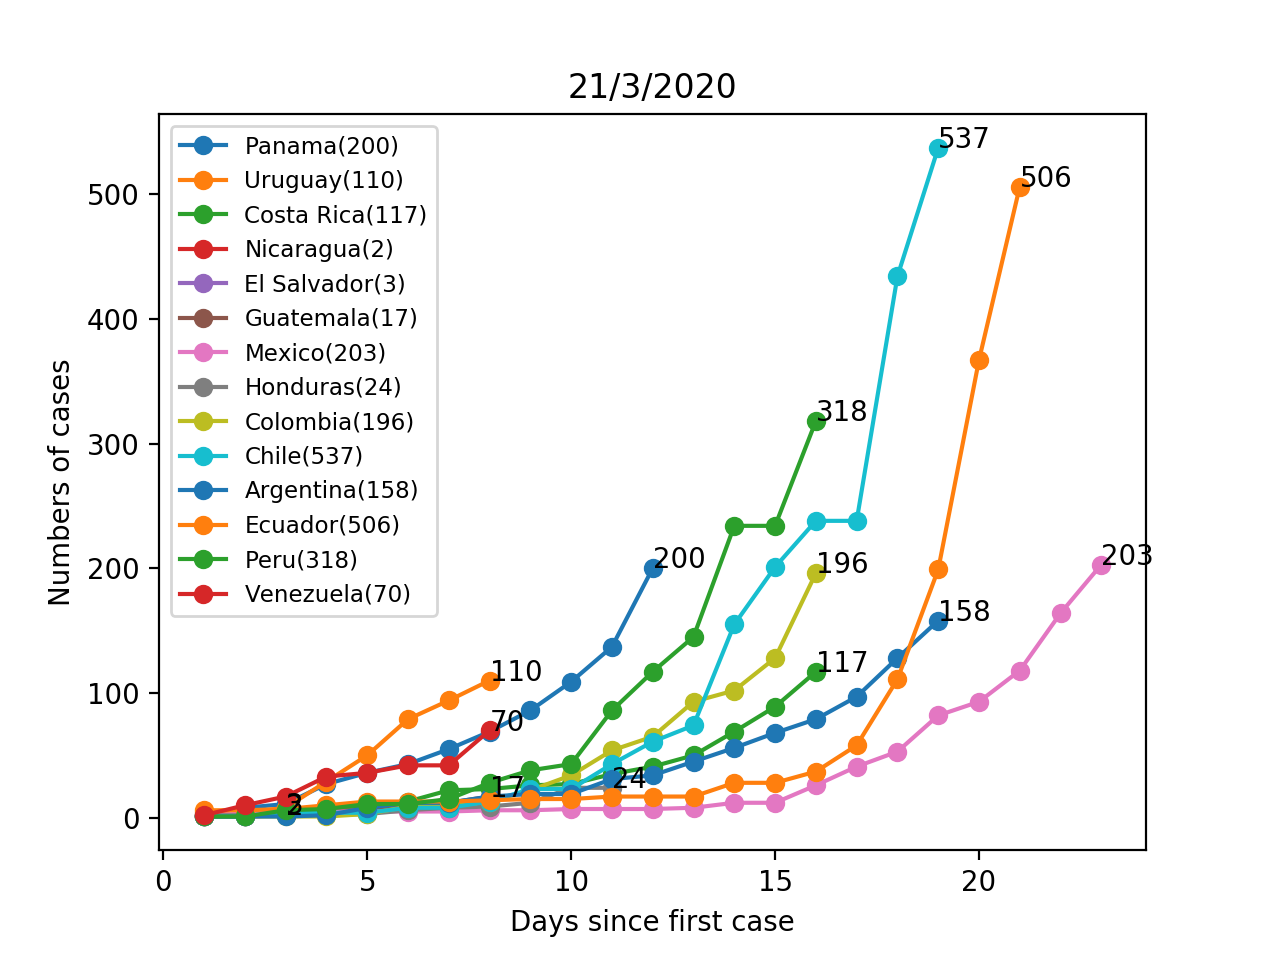 21/3/2020
Numbers of cases
500
400
300
200
100
0
Panama(200)
Uruguay(110)
Costa Rica(117)
Nicaragua(2)
El Salvador(3)
Guatemala(17)
Mexico(203)
Honduras(24)
Colombia(196)
Chile(537)
Argentina(158)
Ecuador(506)
Peru(318)
Venezuela(70)
537
506
318
200
196
203
158
117
110
70
24
17
2
0 5 10 15 20
Days since first case